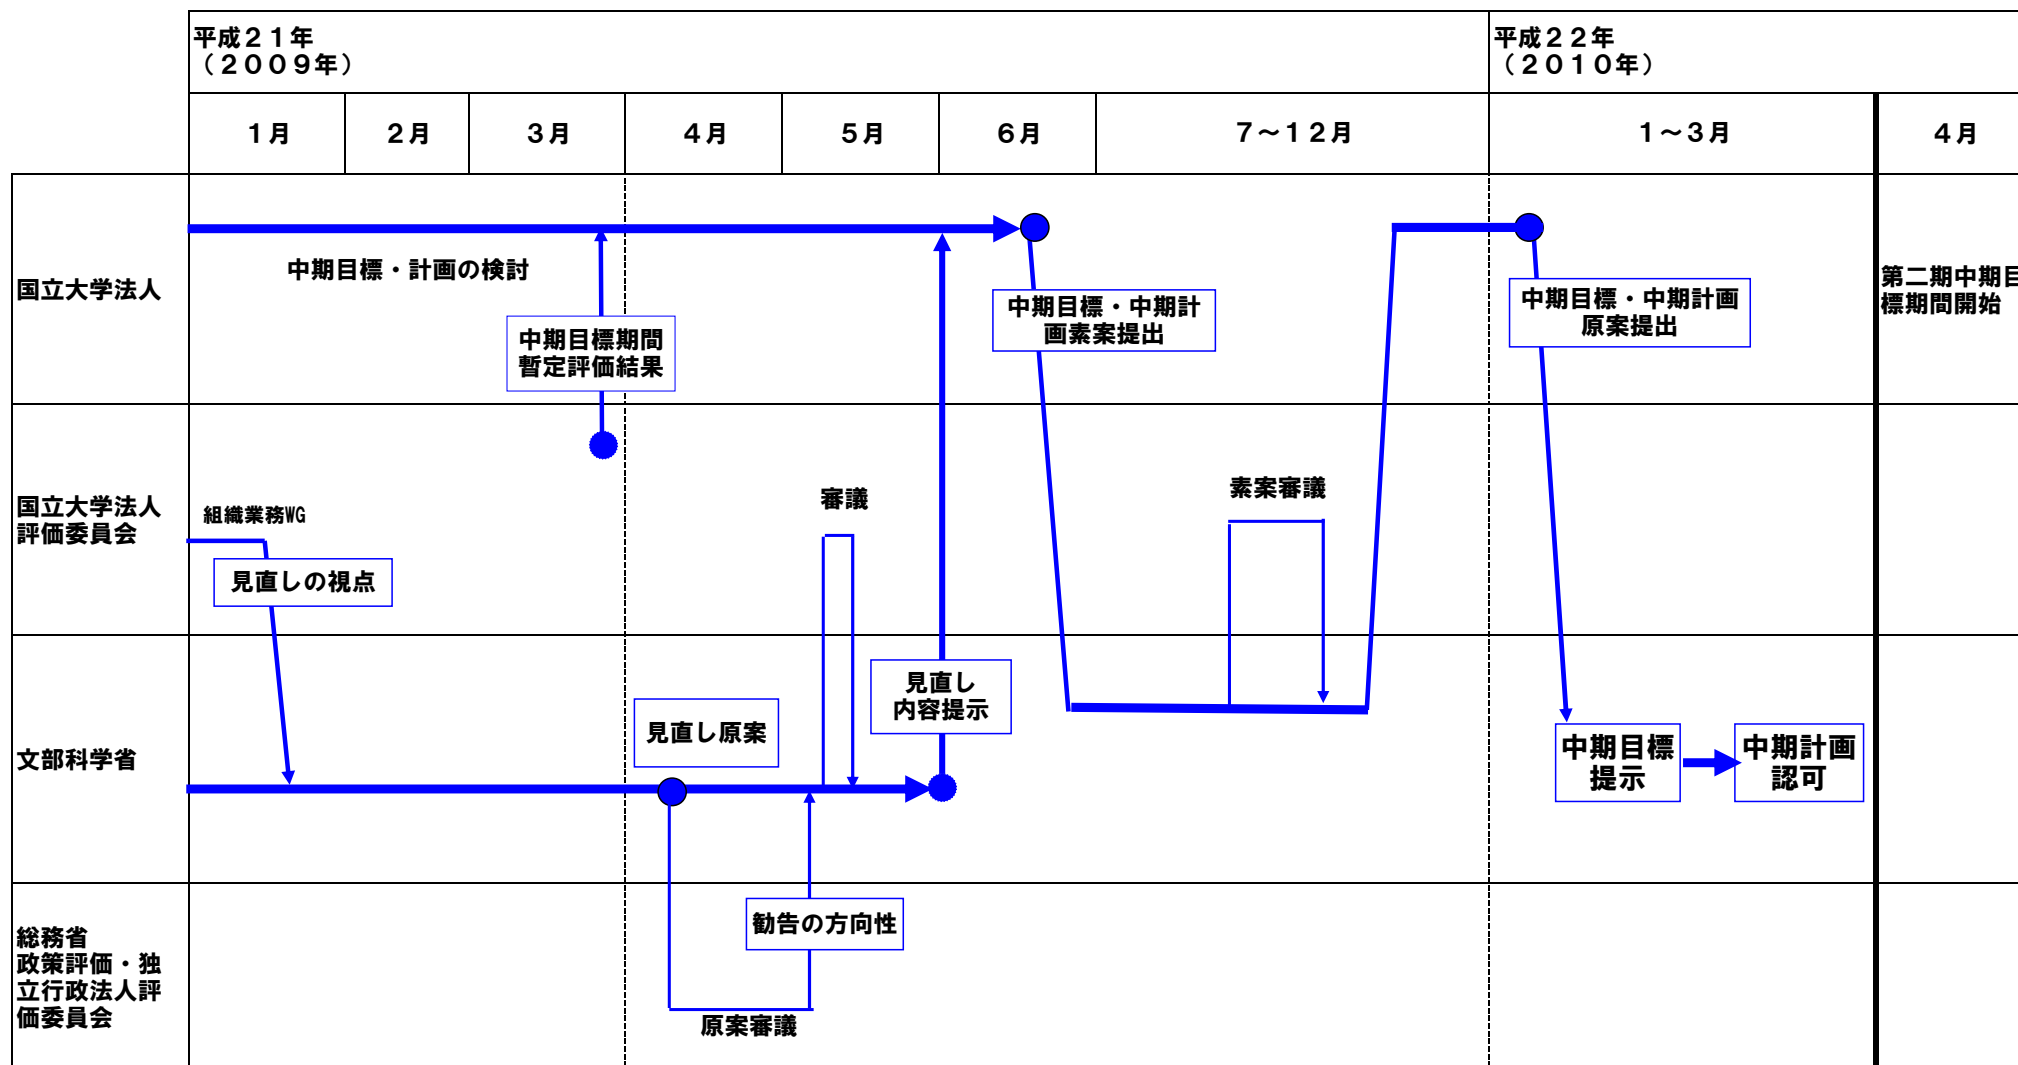 平成２１年
（２００９年）
平成２２年
（２０１０年）
１月
２月
３月
４月
５月
６月
７～１２月
１～３月
４月
国立大学法人
中期目標・計画の検討
中期目標期間
暫定評価結果
中期目標・中期計
画素案提出
中期目標・中期計画
原案提出
第二期中期目
標期間開始
国立大学法人
評価委員会
組織業務WG
見直しの視点
審議
素案審議
文部科学省
見直し原案
見直し
内容提示
中期目標
提示
中期計画
認可
総務省
政策評価・独
立行政法人評
価委員会
勧告の方向性
原案審議